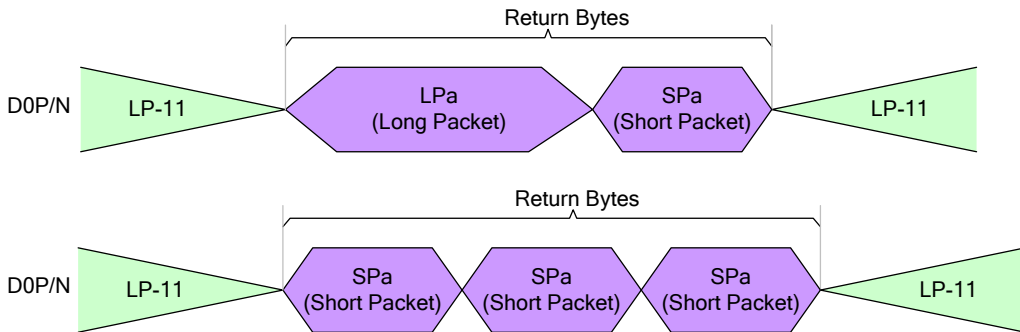 Return Bytes
D0P/N
LP-11
LPa
(Long Packet)
SPa
(Short Packet)
LP-11
Return Bytes
D0P/N
LP-11
SPa
(Short Packet)
SPa
(Short Packet)
SPa
(Short Packet)
LP-11